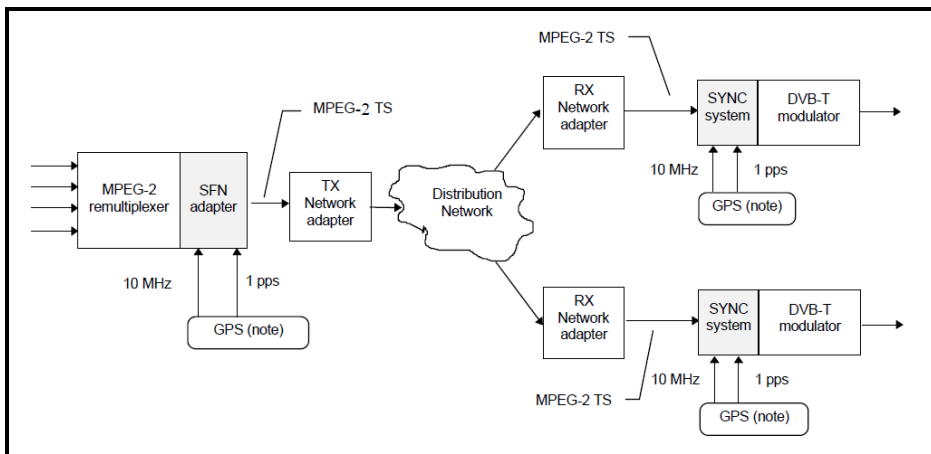 MPEG-2 TS
MPEG-2
remultiplexer
SFN
adapter
10 MHz
1 pps
GPS (note)
TX
Network
adapter
Distribution
Network
MPEG-2 TS
RX
Network
adapter
SYNC
system
DVB-T
modulator
10 MHz
1 pps
GPS (note)
RX
Network
adapter
MPEG-2 TS
SYNC
system
DVB-T
modulator
10 MHz
1 pps
GPS (note)